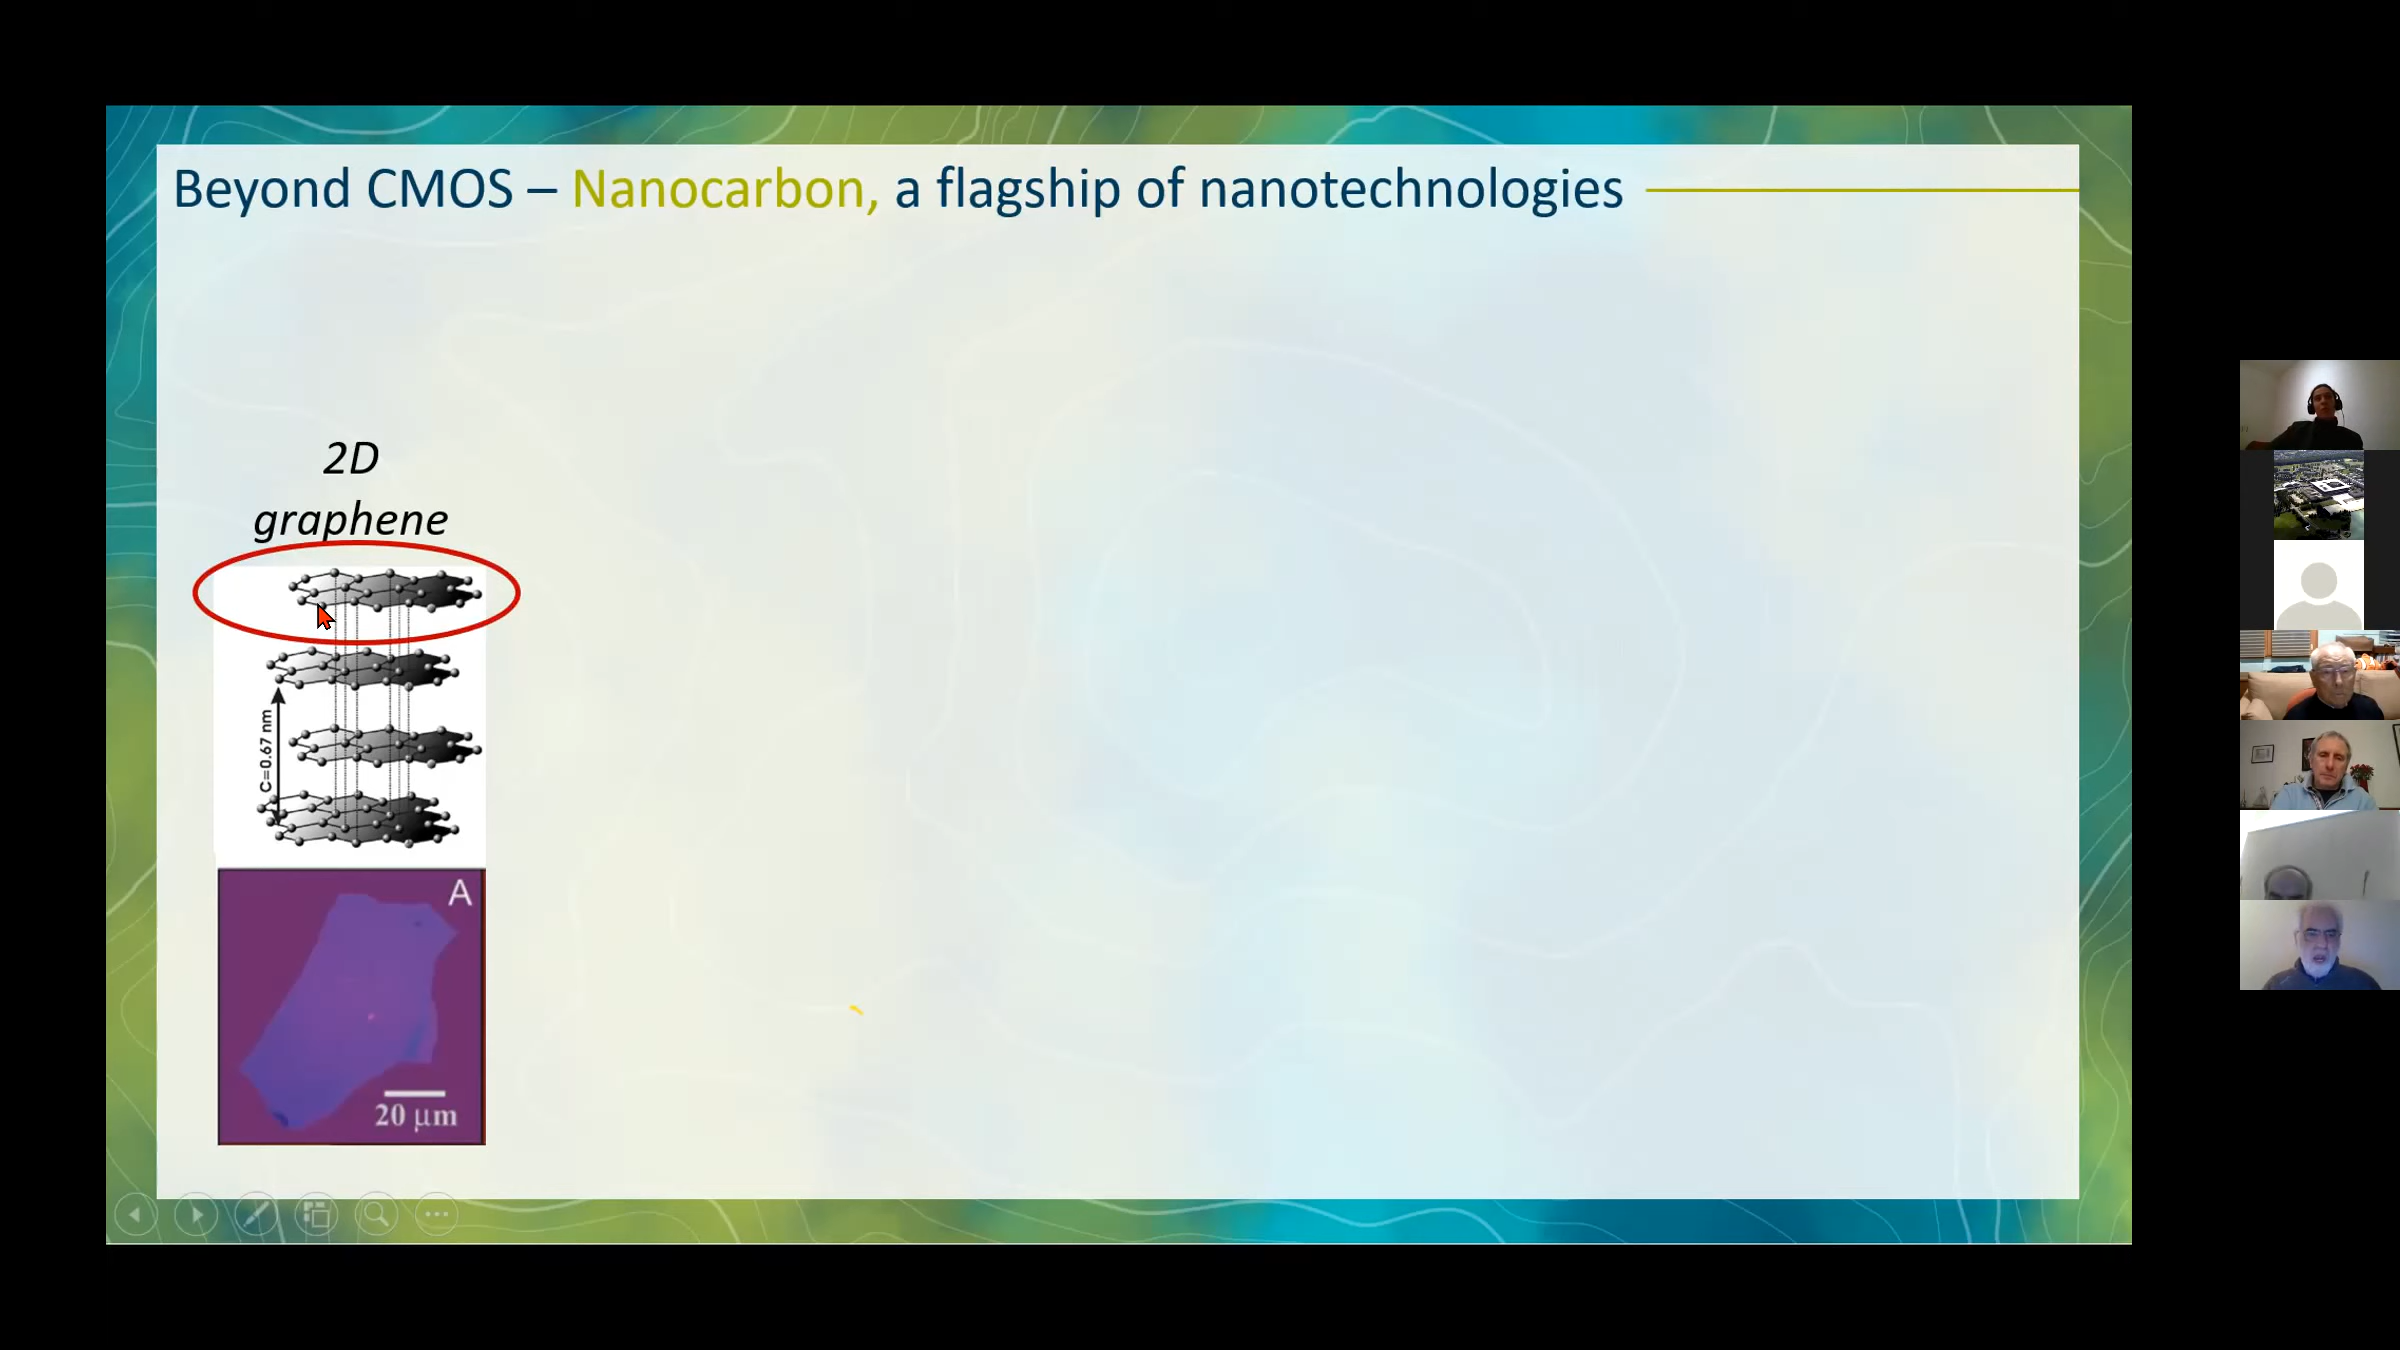 Beyond CMOS – Nanocarbon, a flagship of nanotechnologies
2D
graphene
C=0.67 nm
A
20 μm